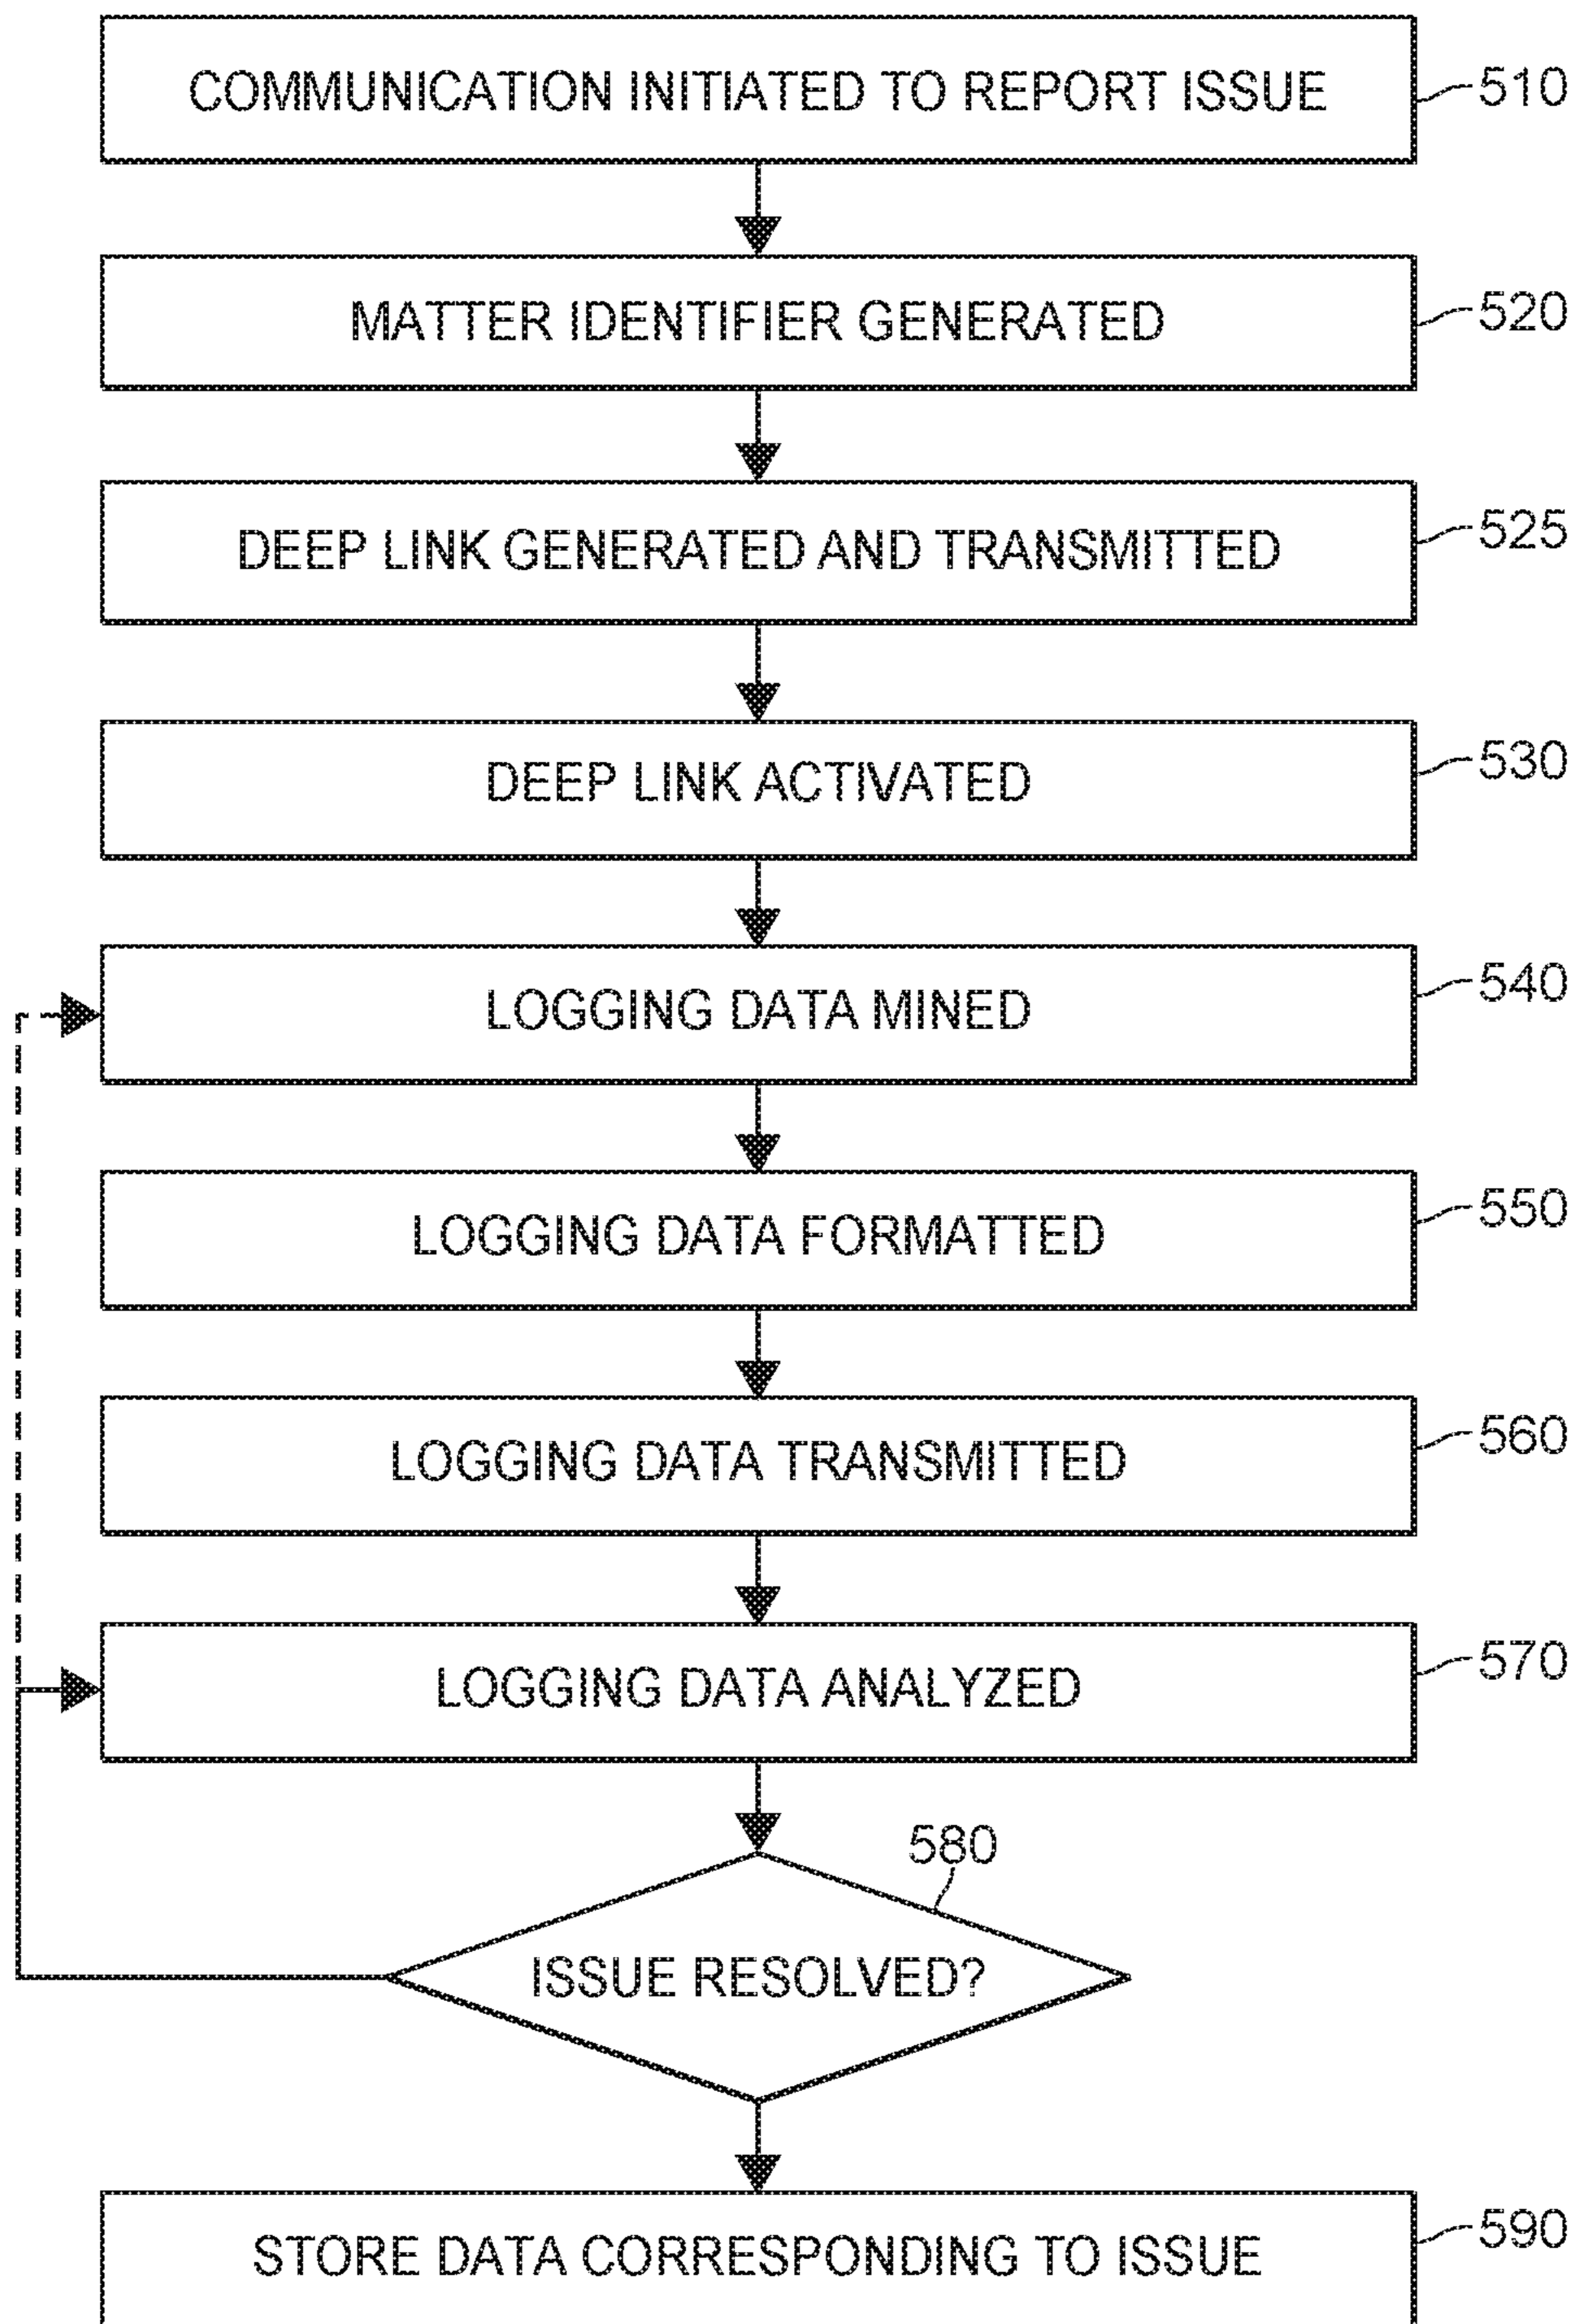 COMMUNICATION INITIATED TO REPORT ISSUE 510
MATTER IDENTIFIER GENERATED 520
DEEP LINK GENERATED AND TRANSMITTED 525
DEEP LINK ACTIVATED 530
LOGGING DATA MINED 540
LOGGING DATA FORMATTED 550
LOGGING DATA TRANSMITTED 560
LOGGING DATA ANALYZED 570
580
ISSUE RESOLVED?
STORE DATA CORRESPONDING TO ISSUE 590